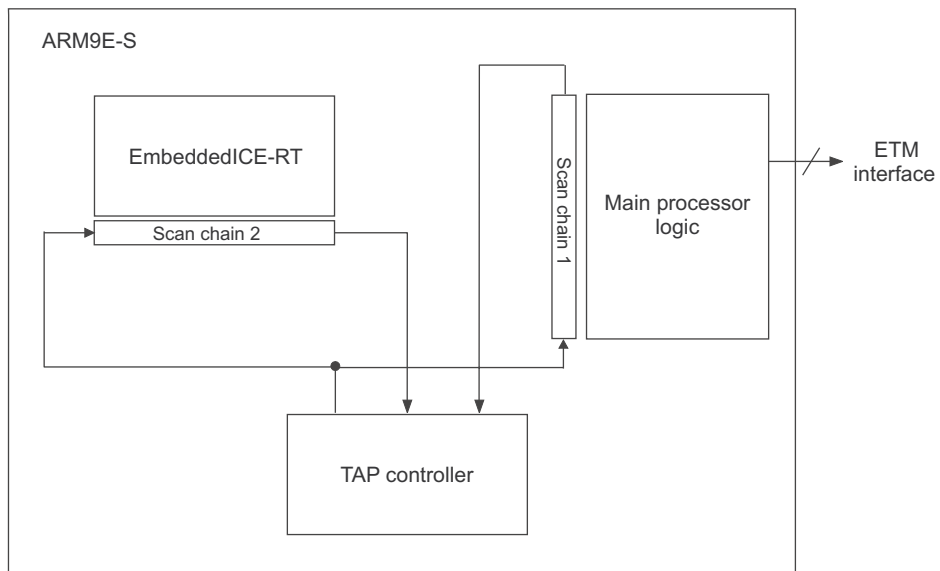 ARM9E-S
EmbeddedICE-RT
Scan chain 2
Scan chain 1
Main processor
logic
ETM
interface
TAP controller